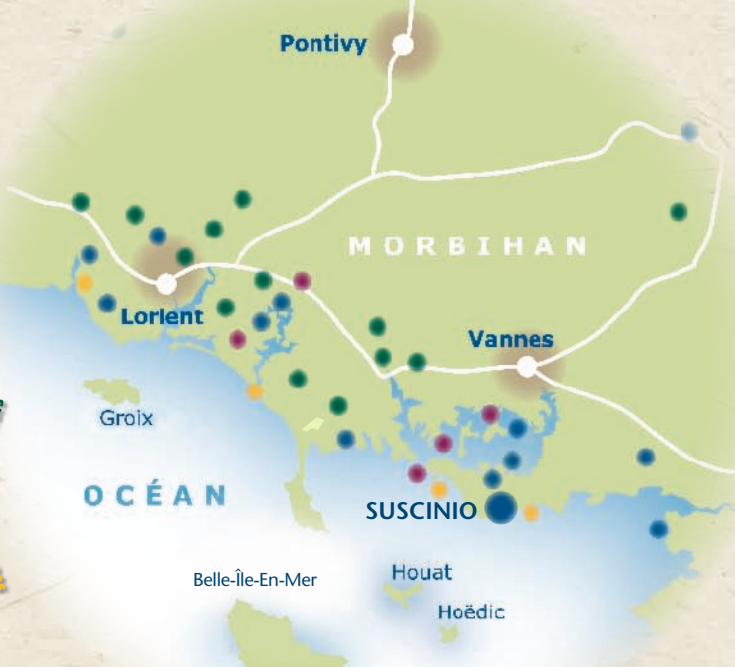 Pontivy
MORBIHAN
Lorient
Vannes
Groix
OCÉAN
SUSCINIO
Belle-Île-En-Mer
Houat
Hoëdic